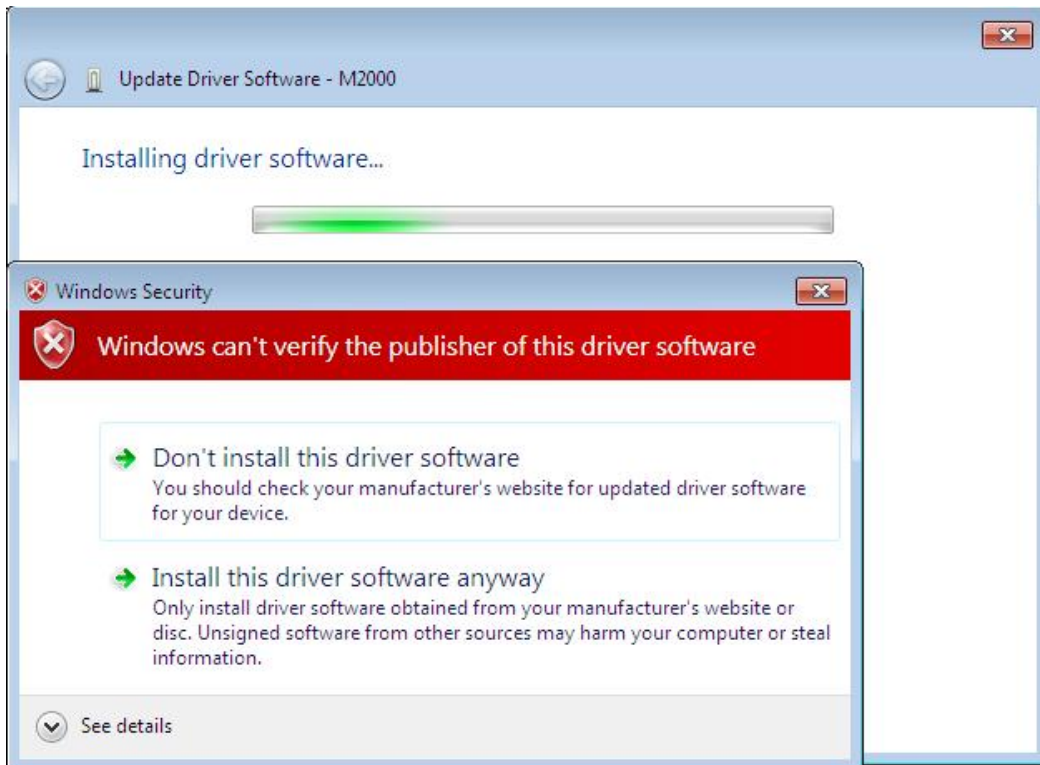 Update Driver Software - M2000
Installing driver software...
Windows Security
Windows can't verify the publisher of this driver software
Don't install this driver software
You should check your manufacturer's website for updated driver software
for your device.
Install this driver software anyway
Only install driver software obtained from your manufacturer's website or
disc. Unsigned software from other sources may harm your computer or steal
information.
See details